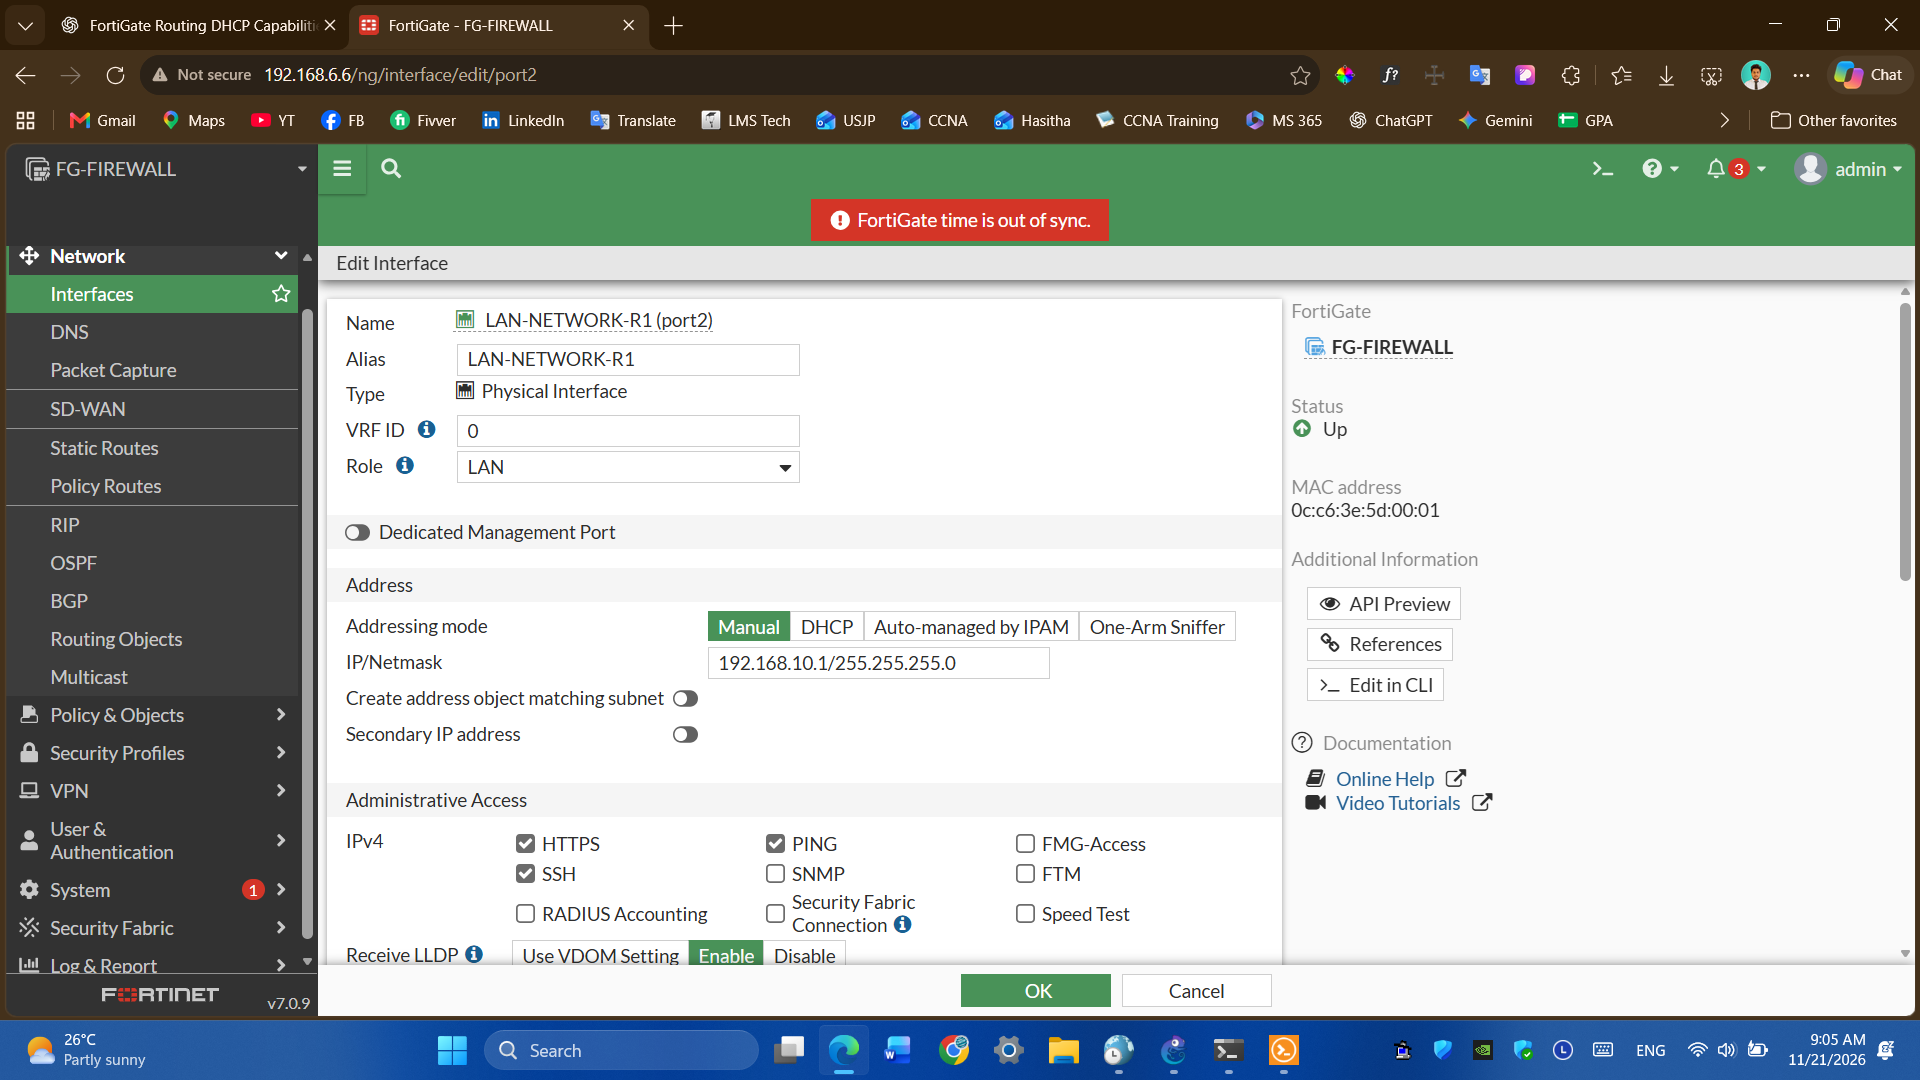 FortiGate Routing DHCP Capabiliti
FortiGate - FG-FIREWALL
Not secure 192.168.6.6/ng/interface/edit/port2
Chat
Gmail Maps YT FB Fivver LinkedIn Translate LMS Tech USJP CCNA Hasitha CCNA Training MS 365 ChatGPT Gemini GPA Other favorites
FG-FIREWALL
3 admin
FortiGate time is out of sync.
Network
Interfaces
DNS
Packet Capture
SD-WAN
Static Routes
Policy Routes
RIP
OSPF
BGP
Routing Objects
Multicast
Policy & Objects
Security Profiles
VPN
User &
Authentication
System 1
Security Fabric
Log & Report
FORTINET v7.0.9
Edit Interface
Name LAN-NETWORK-R1 (port2)
Alias LAN-NETWORK-R1
Type Physical Interface
VRF ID 0
Role LAN
Dedicated Management Port
Address
Addressing mode Manual DHCP Auto-managed by IPAM One-Arm Sniffer
IP/Netmask 192.168.10.1/255.255.255.0
Create address object matching subnet
Secondary IP address
Administrative Access
IPv4 HTTPS PING FMG-Access
SSH SNMP FTM
RADIUS Accounting Security Fabric
Connection Speed Test
Receive LLDP Use VDOM Setting Enable Disable
OK Cancel
FortiGate
FG-FIREWALL
Status
Up
MAC address
0c:c6:3e:5d:00:01
Additional Information
API Preview
References
>_ Edit in CLI
Documentation
Online Help
Video Tutorials
26°C
Partly sunny
Search
ENG
9:05 AM
11/21/2026